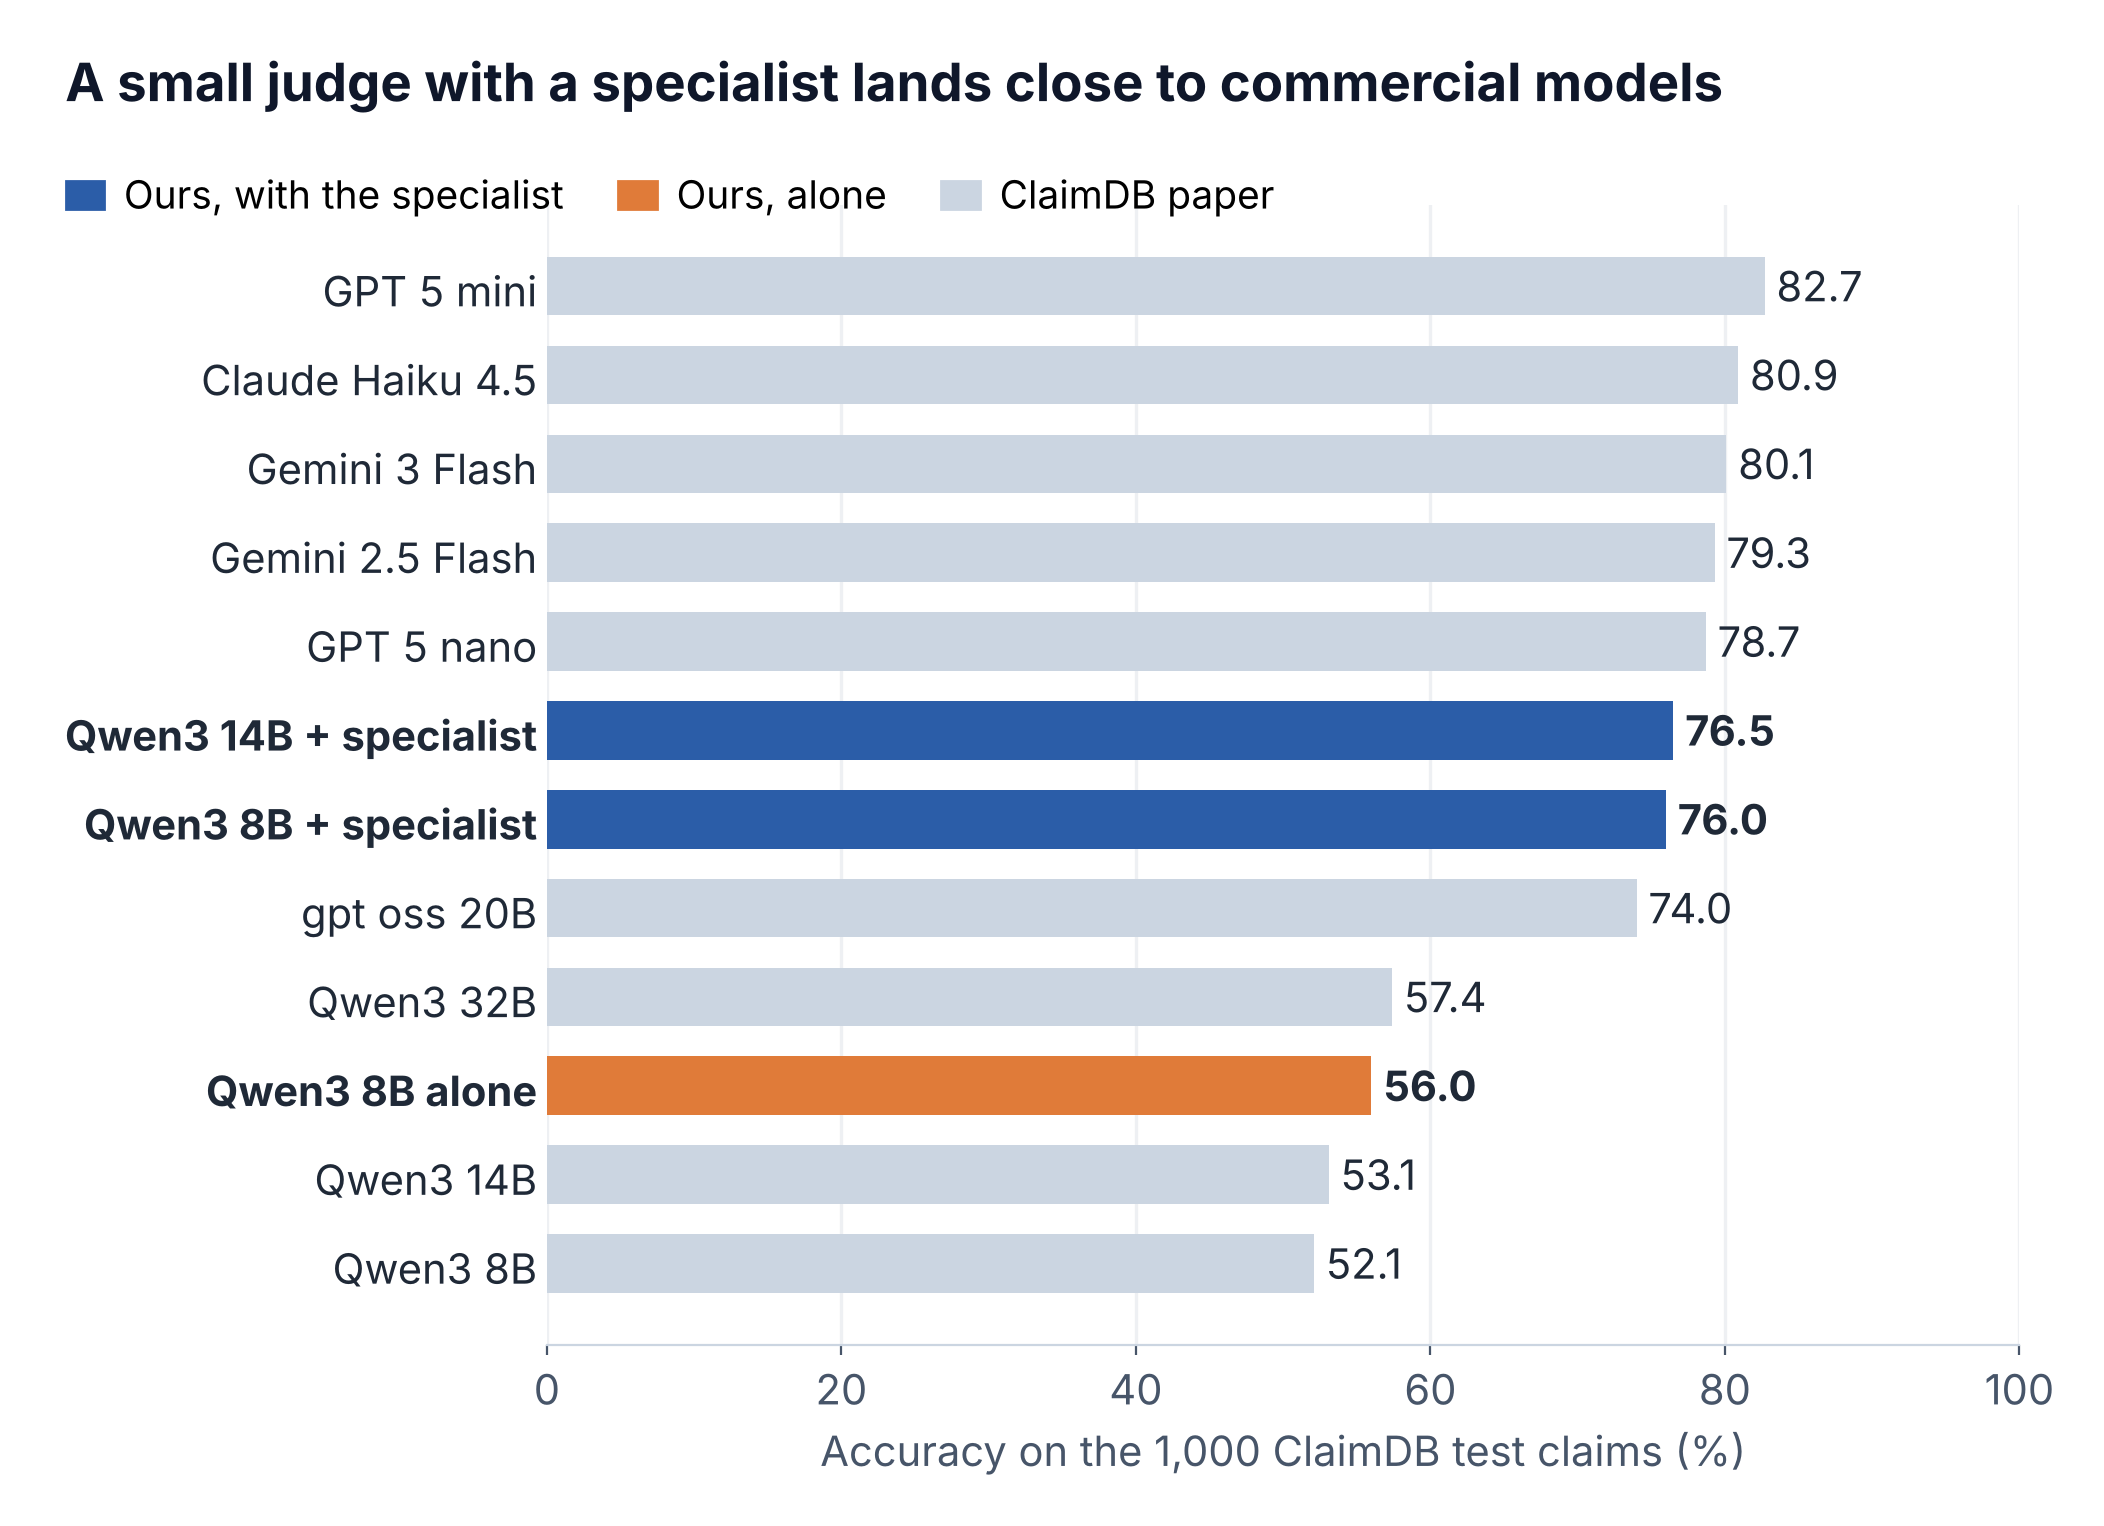 A small judge with a specialist lands close to commercial models
Ours, with the specialist Ours, alone ClaimDB paper
GPT 5 mini 82.7
Claude Haiku 4.5 80.9
Gemini 3 Flash 80.1
Gemini 2.5 Flash 79.3
GPT 5 nano 78.7
Qwen3 14B + specialist 76.5
Qwen3 8B + specialist 76.0
gpt oss 20B 74.0
Qwen3 32B 57.4
Qwen3 8B alone 56.0
Qwen3 14B 53.1
Qwen3 8B 52.1
0 20 40 60 80 100
Accuracy on the 1,000 ClaimDB test claims (%)